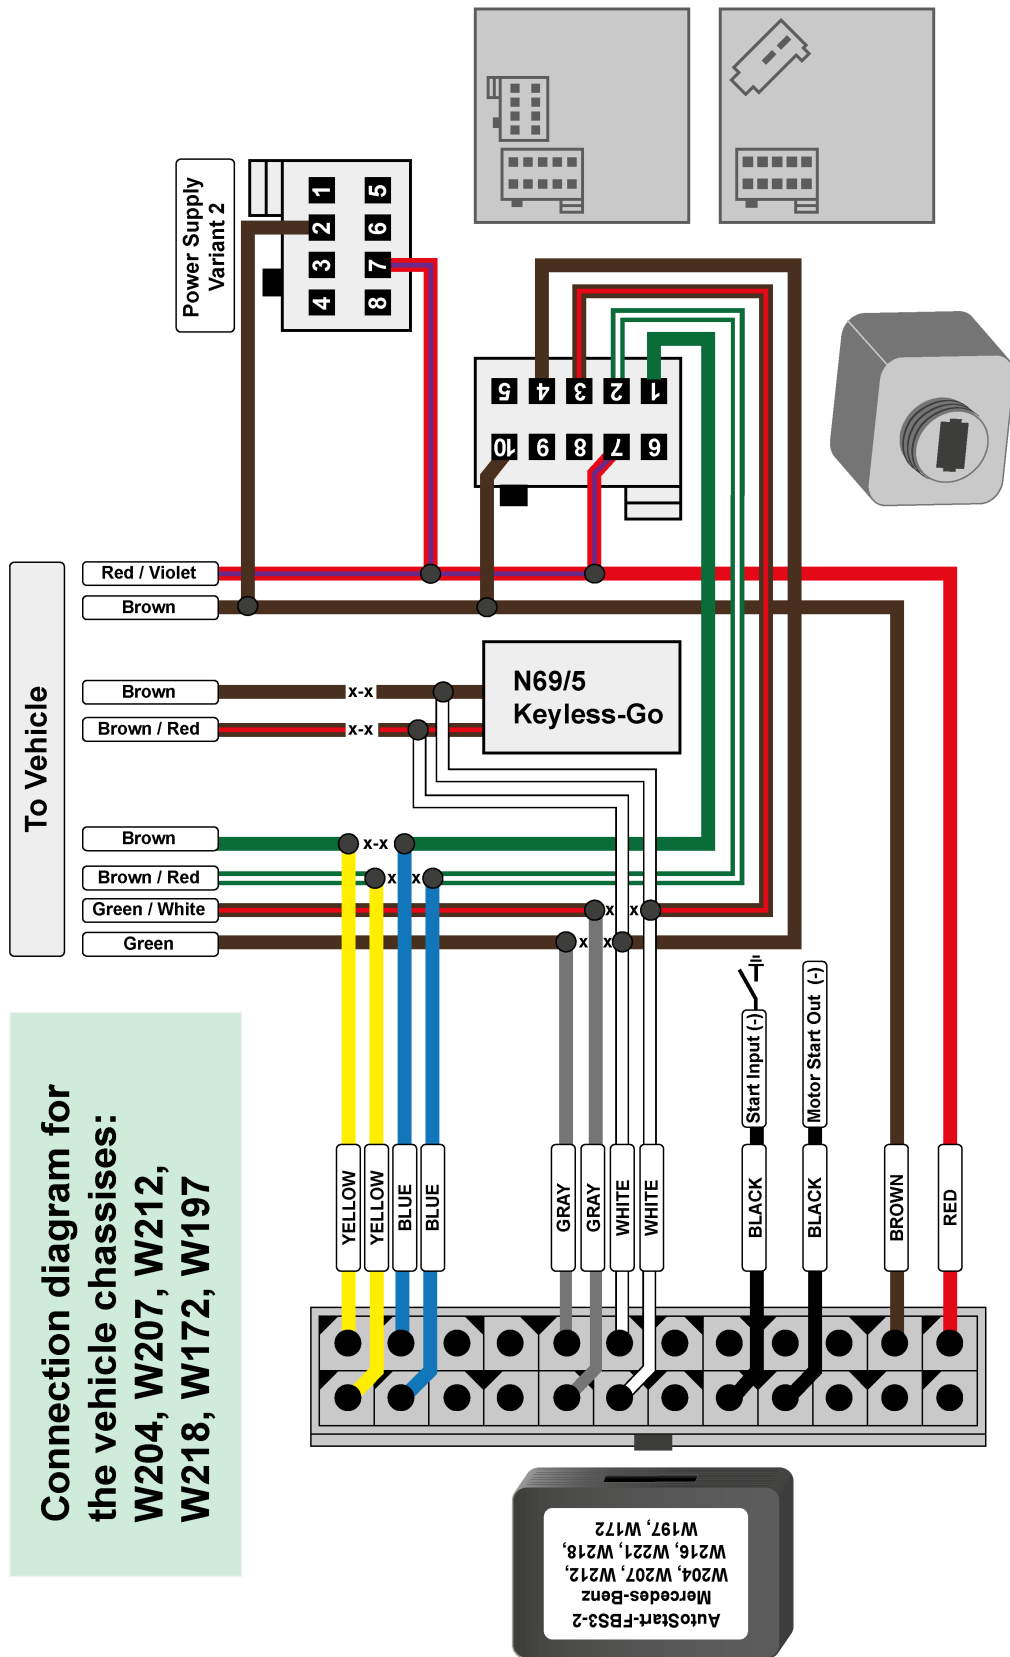 Power Supply
Variant 2
1
2
3
4
5
6
7
8
5
4
3
2
1
10
9
8
7
6
To Vehicle
Red / Violet
Brown
Brown
x-x
Brown / Red
x-x
N69/5
Keyless-Go
Brown
x-x
Brown / Red
x x
Green / White
x x
Green
x x
Start Input (-)
Motor Start Out (-)
YELLOW
YELLOW
BLUE
BLUE
GRAY
GRAY
WHITE
WHITE
BLACK
BLACK
BROWN
RED
Connection diagram for
the vehicle chassises:
W204, W207, W212,
W218, W172, W197
AutoStart-FBS3-2
Mercedes-Benz
W204, W207, W212,
W216, W221, W218,
W197, W172